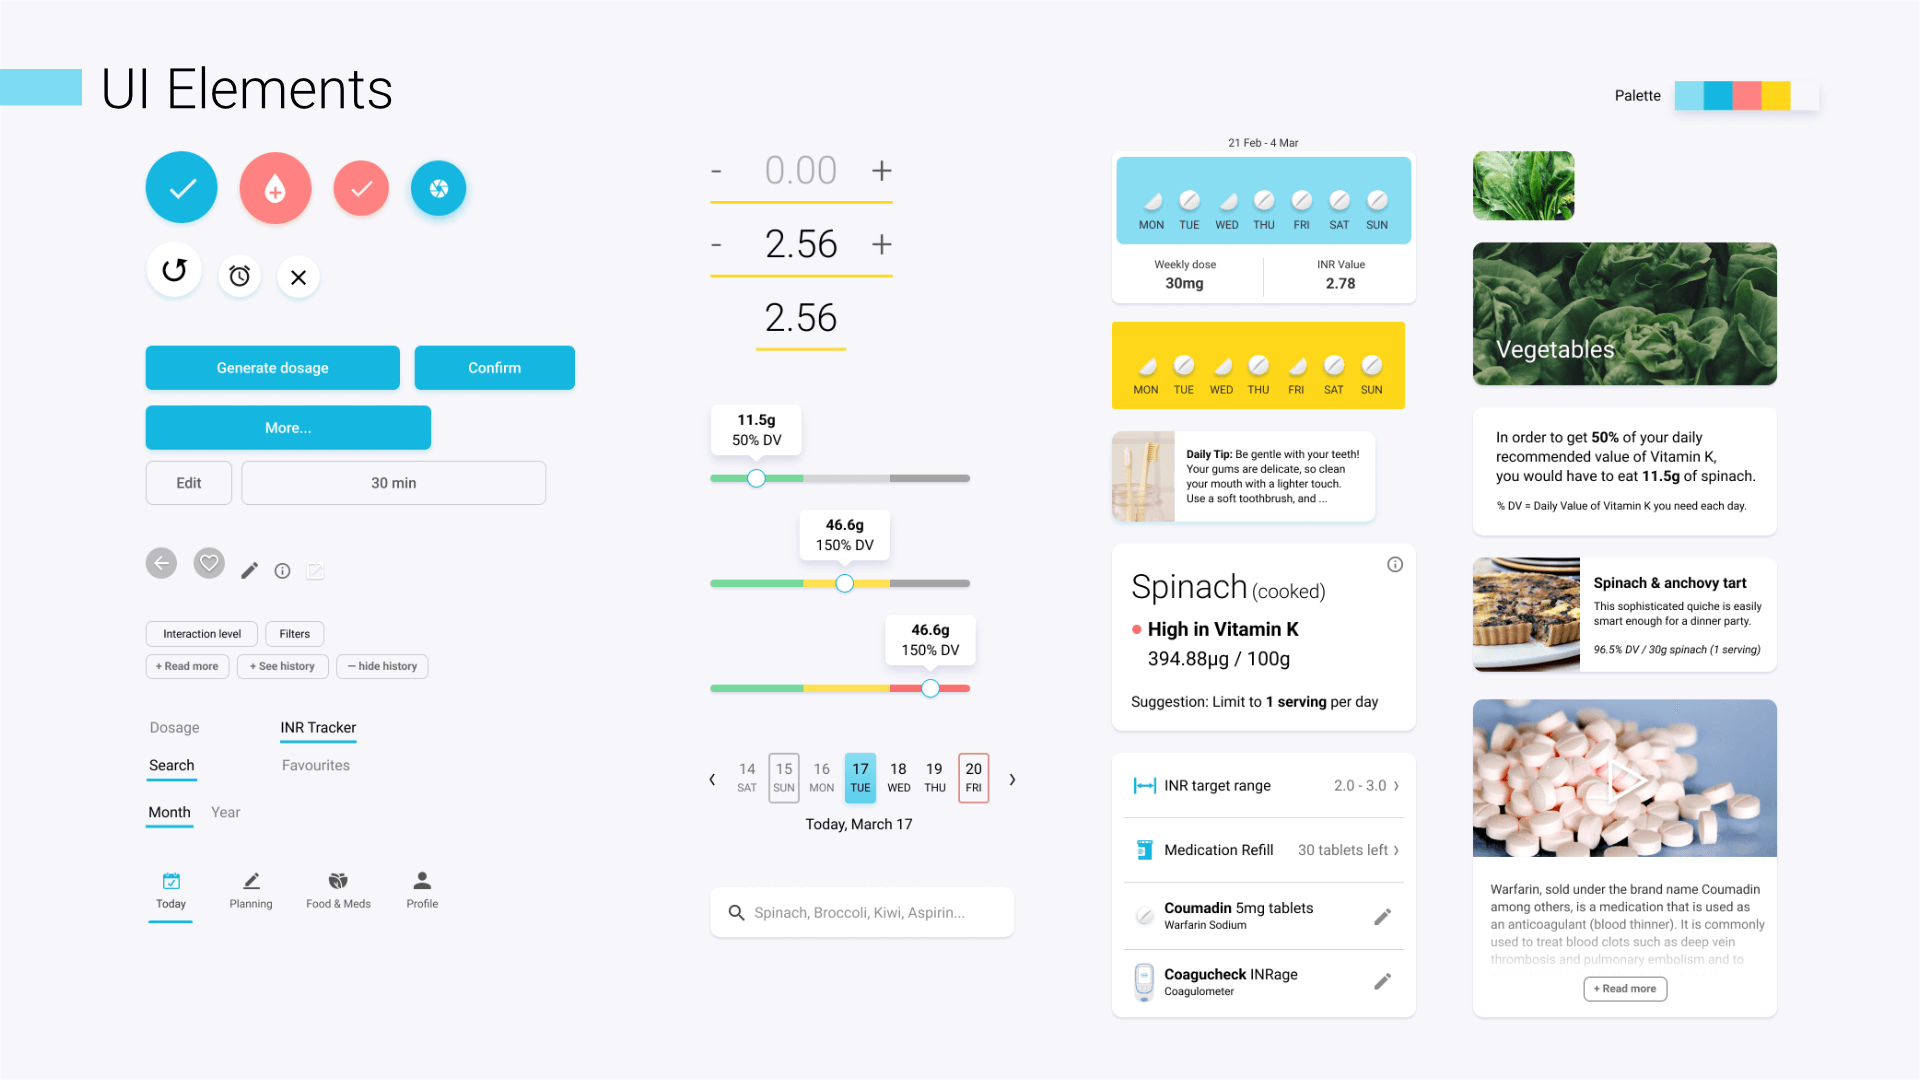 UI Elements
Palette
Generate dosage
Confirm
More...
Edit
30 min
Interaction level
Filters
+ Read more
+ See history
– hide history
Dosage
INR Tracker
Search
Favourites
Month
Year
Today
Planning
Food & Meds
Profile
- 0.00 +
- 2.56 +
2.56
11.5g
50% DV
46.6g
150% DV
46.6g
150% DV
14 15 16 17 18 19 20
SAT SUN MON TUE WED THU FRI
Today, March 17
Spinach, Broccoli, Kiwi, Aspirin...
21 Feb - 4 Mar
MON TUE WED THU FRI SAT SUN
Weekly dose
30mg
INR Value
2.78
MON TUE WED THU FRI SAT SUN
Daily Tip: Be gentle with your teeth!
Your gums are delicate, so clean
your mouth with a lighter touch.
Use a soft toothbrush, and ...
Spinach (cooked)
High in Vitamin K
394.88µg / 100g
Suggestion: Limit to 1 serving per day
INR target range
2.0 - 3.0
Medication Refill
30 tablets left
Coumadin 5mg tablets
Warfarin Sodium
Coagucheck INRage
Coagulometer
Vegetables
In order to get 50% of your daily
recommended value of Vitamin K,
you would have to eat 11.5g of spinach.
% DV = Daily Value of Vitamin K you need each day.
Spinach & anchovy tart
This sophisticated quiche is easily
smart enough for a dinner party.
96.5% DV / 30g spinach (1 serving)
Warfarin, sold under the brand name Coumadin
among others, is a medication that is used as
an anticoagulant (blood thinner). It is commonly
used to treat blood clots such as deep vein
thrombosis and pulmonary embolism and to
+ Read more